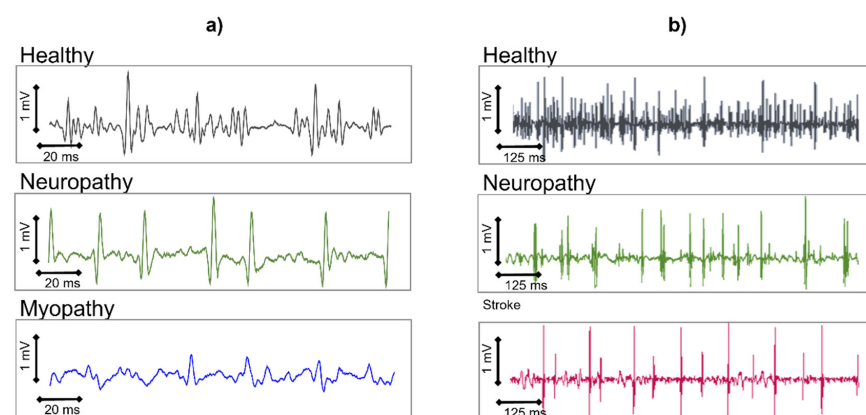 a)
Healthy
1 mV
20 ms
Neuropathy
1 mV
20 ms
Myopathy
1 mV
20 ms
b)
Healthy
1 mV
125 ms
Neuropathy
1 mV
125 ms
Stroke
1 mV
125 ms